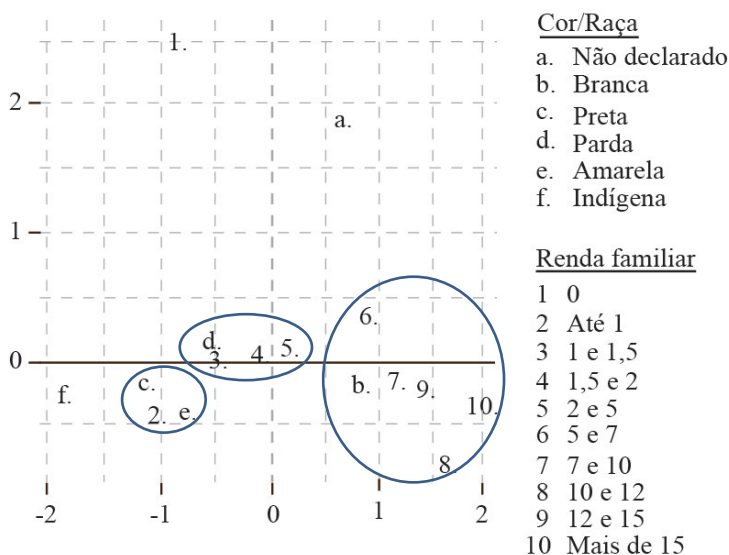 1.
2
a.
1
6.
d.
5.
4.
3.
0
b.
7.
9.
f.
c.
10.
2.
e.
8.
-2
-1
0
1
2
Cor/Raça
a. Não declarado
b. Branca
c. Preta
d. Parda
e. Amarela
f. Indígena
Renda familiar
1 0
2 Até 1
3 1 e 1,5
4 1,5 e 2
5 2 e 5
6 5 e 7
7 7 e 10
8 10 e 12
9 12 e 15
10 Mais de 15